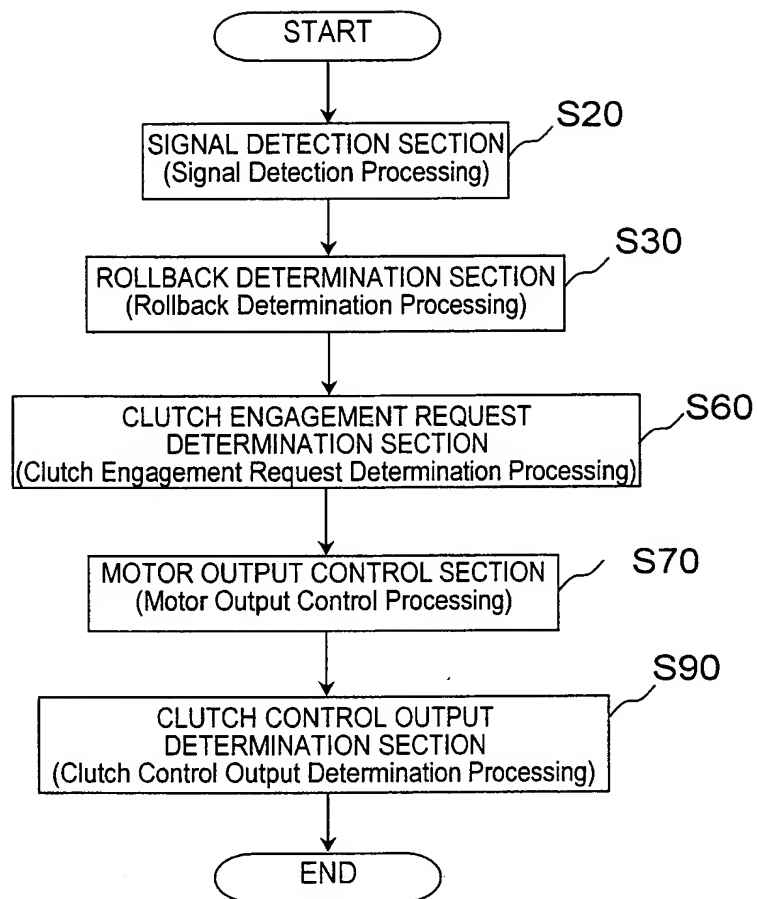 START
S20
SIGNAL DETECTION SECTION
(Signal Detection Processing)
S30
ROLLBACK DETERMINATION SECTION
(Rollback Determination Processing)
S60
CLUTCH ENGAGEMENT REQUEST
DETERMINATION SECTION
(Clutch Engagement Request Determination Processing)
S70
MOTOR OUTPUT CONTROL SECTION
(Motor Output Control Processing)
S90
CLUTCH CONTROL OUTPUT
DETERMINATION SECTION
(Clutch Control Output Determination Processing)
END